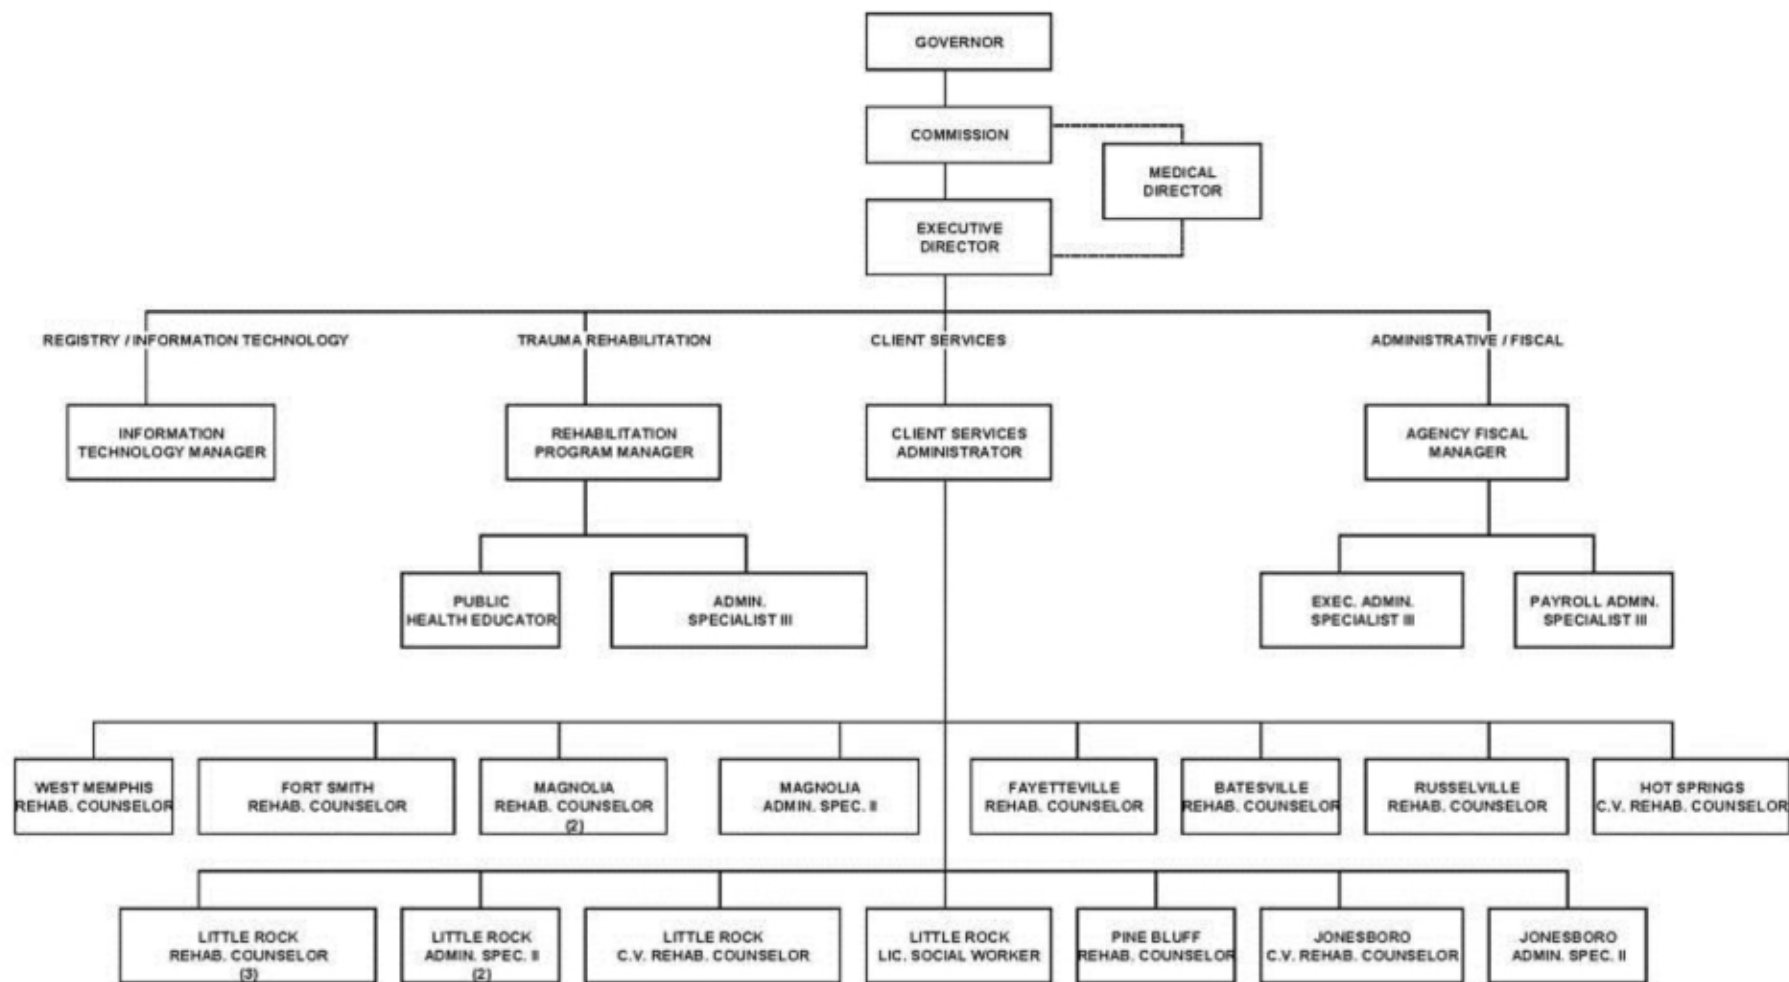 GOVERNOR
COMMISSION
MEDICAL
DIRECTOR
EXECUTIVE
DIRECTOR
REGISTRY / INFORMATION TECHNOLOGY
TRAUMA REHABILITATION
CLIENT SERVICES
ADMINISTRATIVE / FISCAL
INFORMATION
TECHNOLOGY MANAGER
REHABILITATION
PROGRAM MANAGER
CLIENT SERVICES
ADMINISTRATOR
AGENCY FISCAL
MANAGER
PUBLIC
HEALTH EDUCATOR
ADMIN.
SPECIALIST III
EXEC. ADMIN.
SPECIALIST III
PAYROLL ADMIN.
SPECIALIST III
WEST MEMPHIS
REHAB. COUNSELOR
FORT SMITH
REHAB. COUNSELOR
MAGNOLIA
REHAB. COUNSELOR
(2)
MAGNOLIA
ADMIN. SPEC. II
FAYETTEVILLE
REHAB. COUNSELOR
BATESVILLE
REHAB. COUNSELOR
RUSSELVILLE
REHAB. COUNSELOR
HOT SPRINGS
C.V. REHAB. COUNSELOR
LITTLE ROCK
REHAB. COUNSELOR
(3)
LITTLE ROCK
ADMIN. SPEC. II
(2)
LITTLE ROCK
C.V. REHAB. COUNSELOR
LITTLE ROCK
LIC. SOCIAL WORKER
PINE BLUFF
REHAB. COUNSELOR
JONESBORO
C.V. REHAB. COUNSELOR
JONESBORO
ADMIN. SPEC. II